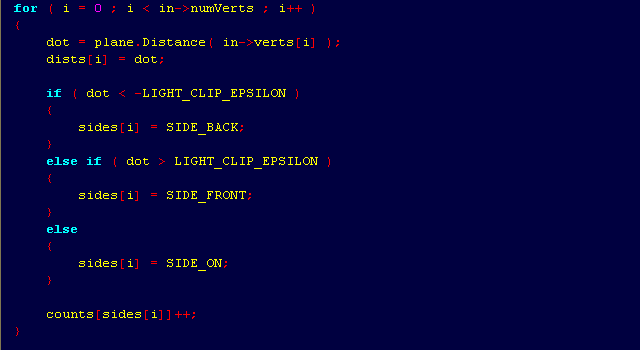 for ( i = 0 ; i < in->numVerts ; i++ )
{
    dot = plane.Distance( in->verts[i] );
    dists[i] = dot;

    if ( dot < -LIGHT_CLIP_EPSILON )
    {
        sides[i] = SIDE_BACK;
    }
    else if ( dot > LIGHT_CLIP_EPSILON )
    {
        sides[i] = SIDE_FRONT;
    }
    else
    {
        sides[i] = SIDE_ON;
    }

    counts[sides[i]]++;
}